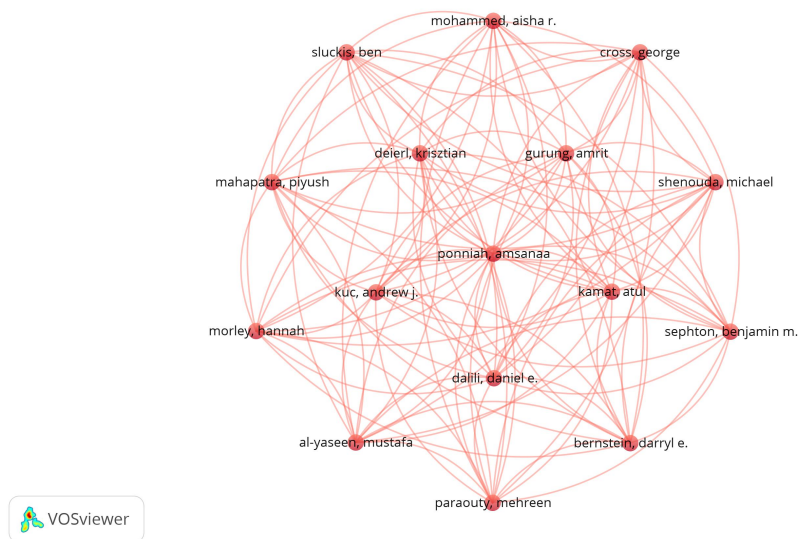 mohammed, aisha r.
sluckis, ben
cross, george
deierl, krisztian
gurung, amrit
mahapatra, piyush
shenouda, michael
ponniah, amsanaa
kuc, andrew j.
kamat, atul
morley, hannah
sephton, benjamin m.
dalili, daniel e.
al-yaseen, mustafa
bernstein, darryl e.
paraouty, mehreen
VOSviewer